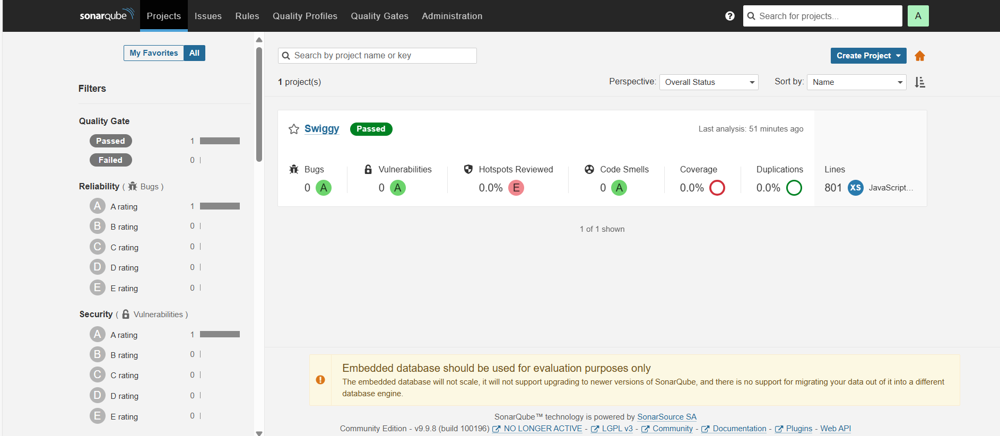 sonarqube Projects Issues Rules Quality Profiles Quality Gates Administration ? Search for projects... A
My Favorites All
Filters
Quality Gate
Passed 1
Failed 0
Reliability ( Bugs )
A A rating 1
B B rating 0
C C rating 0
D D rating 0
E E rating 0
Security ( Vulnerabilities )
A A rating 1
B B rating 0
C C rating 0
D D rating 0
E E rating 0
Search by project name or key
Create Project
1 project(s)
Perspective: Overall Status
Sort by: Name
Swiggy Passed
Last analysis: 51 minutes ago
Bugs Vulnerabilities Hotspots Reviewed Code Smells Coverage Duplications Lines
0 A 0 A 0.0% E 0 A 0.0% 0.0% 801 XS JavaScript...
1 of 1 shown
Embedded database should be used for evaluation purposes only
The embedded database will not scale, it will not support upgrading to newer versions of SonarQube, and there is no support for migrating your data out of it into a different
database engine.
SonarQube™ technology is powered by SonarSource SA
Community Edition - v9.9.8 (build 100196) NO LONGER ACTIVE - LGPL v3 - Community - Documentation - Plugins - Web API